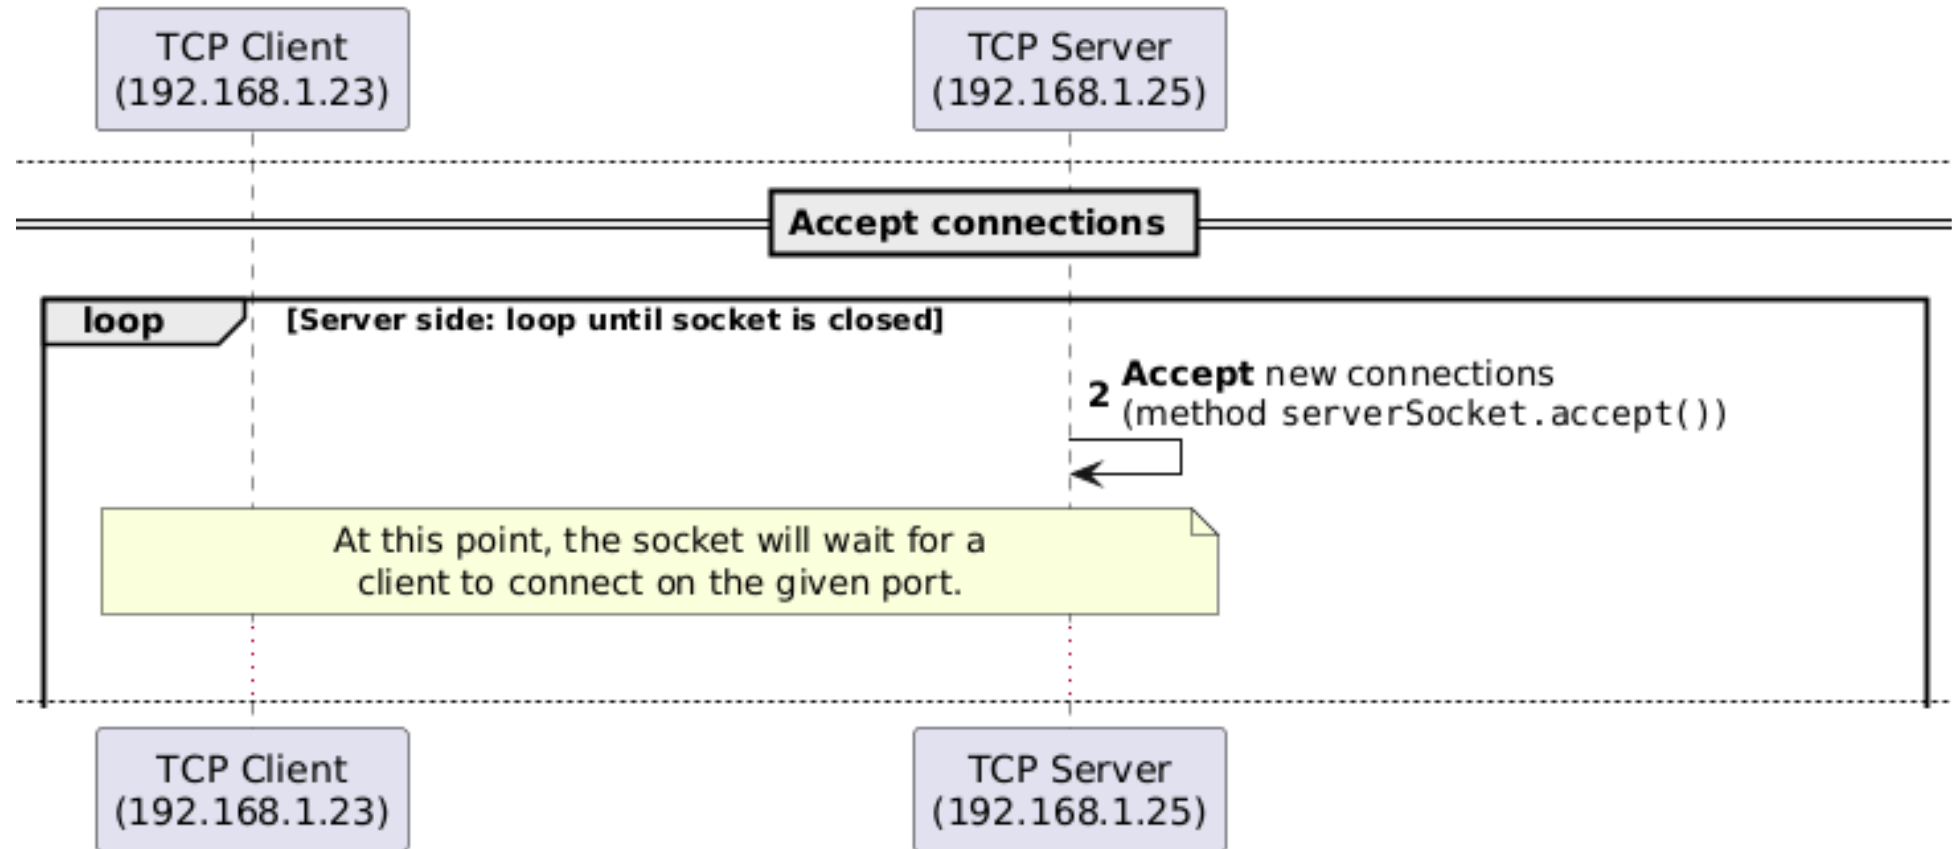 TCP Client
(192.168.1.23)
TCP Server
(192.168.1.25)
Accept connections
loop
[Server side: loop until socket is closed]
2
Accept new connections
(method serverSocket.accept())
At this point, the socket will wait for a
client to connect on the given port.
TCP Client
(192.168.1.23)
TCP Server
(192.168.1.25)